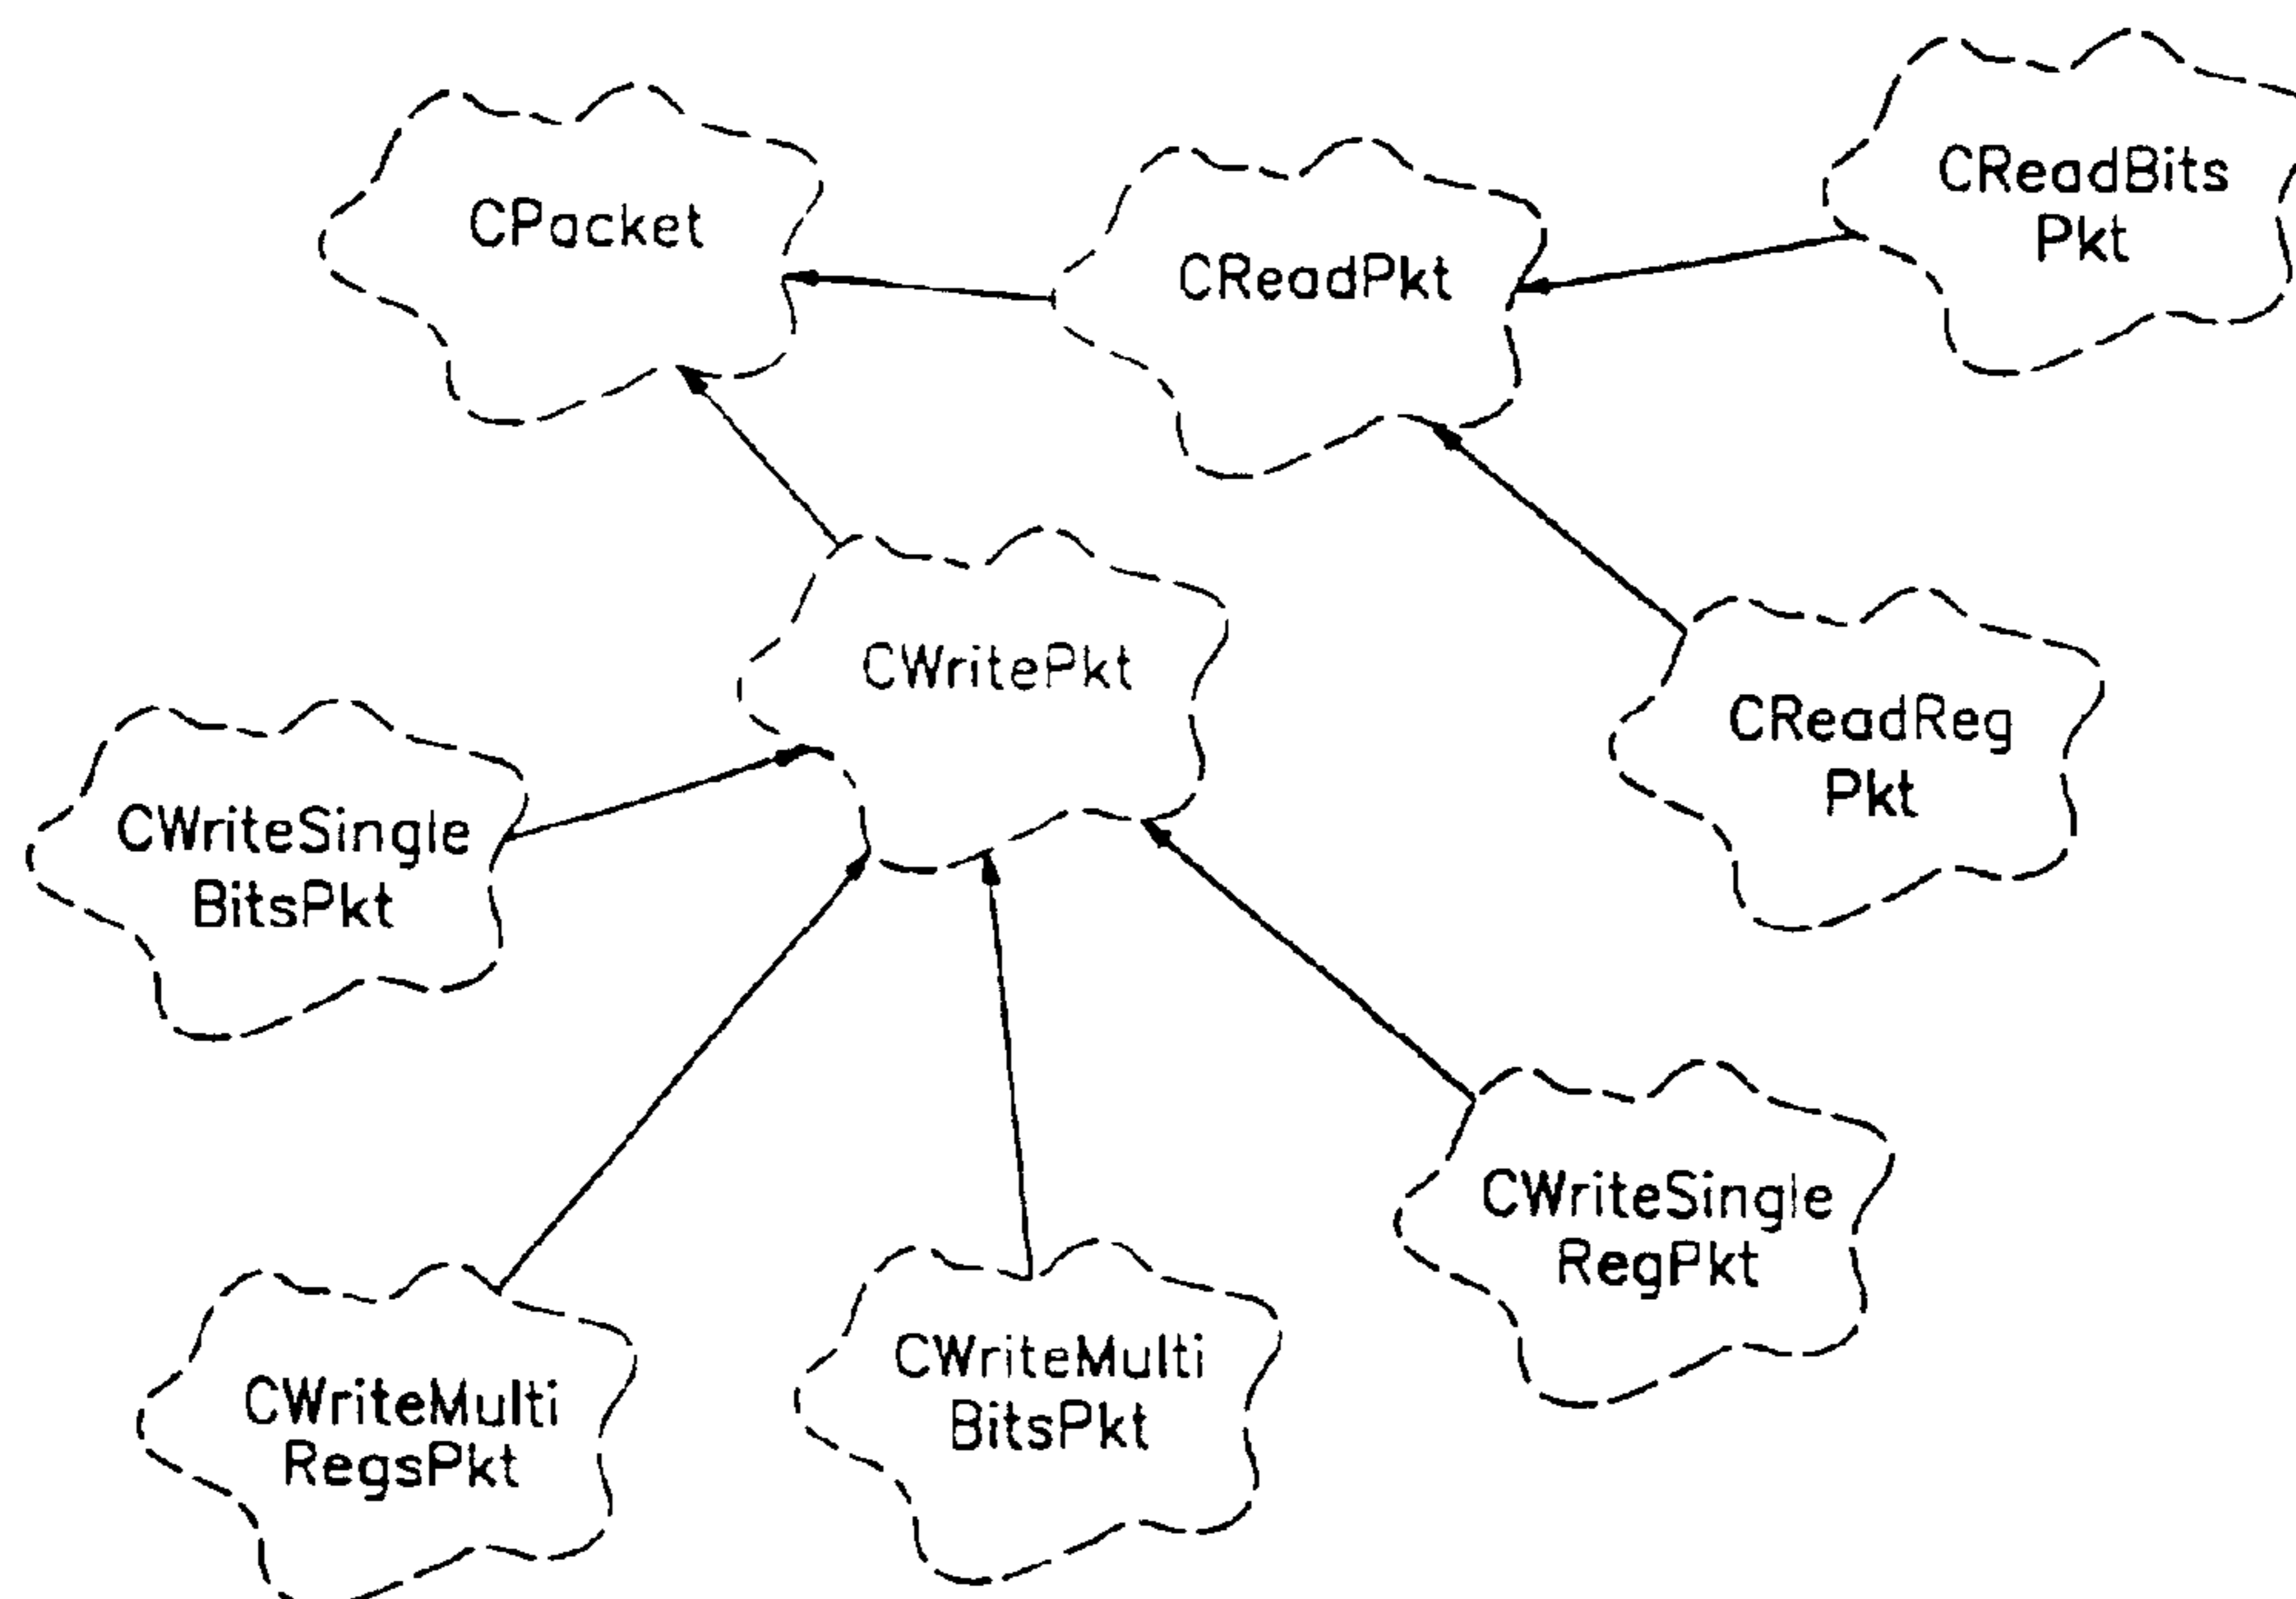 CPacket
CReadPkt
CReadBits
Pkt
CWritePkt
CReadReg
Pkt
CWriteSingle
BitsPkt
CWriteSingle
RegPkt
CWriteMulti
RegsPkt
CWriteMulti
BitsPkt